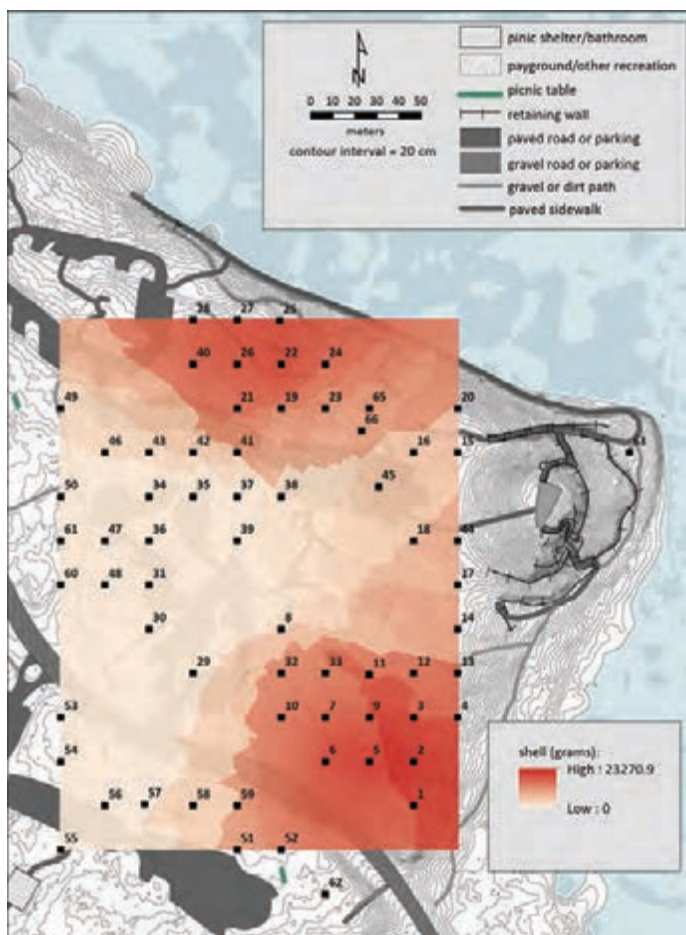 pinic shelter/bathroom
payground/other recreation
picnic table
retaining wall
paved road or parking
gravel road or parking
gravel or dirt path
paved sidewalk
N
0 10 20 30 40 50
meters
contour interval = 20 cm
28 27 25
40 26 22 24
49 21 19 23 65 20
66
46 43 42 41 16 15 63
45
50 34 35 37 38
61 47 36 39 18 44
60 48 31 17
30 8 14
29 32 33 11 12 13
53 10 7 9 3 4
54 6 5 2
56 57 58 59 1
55 51 52
62
shell (grams):
High : 23270.9
Low : 0